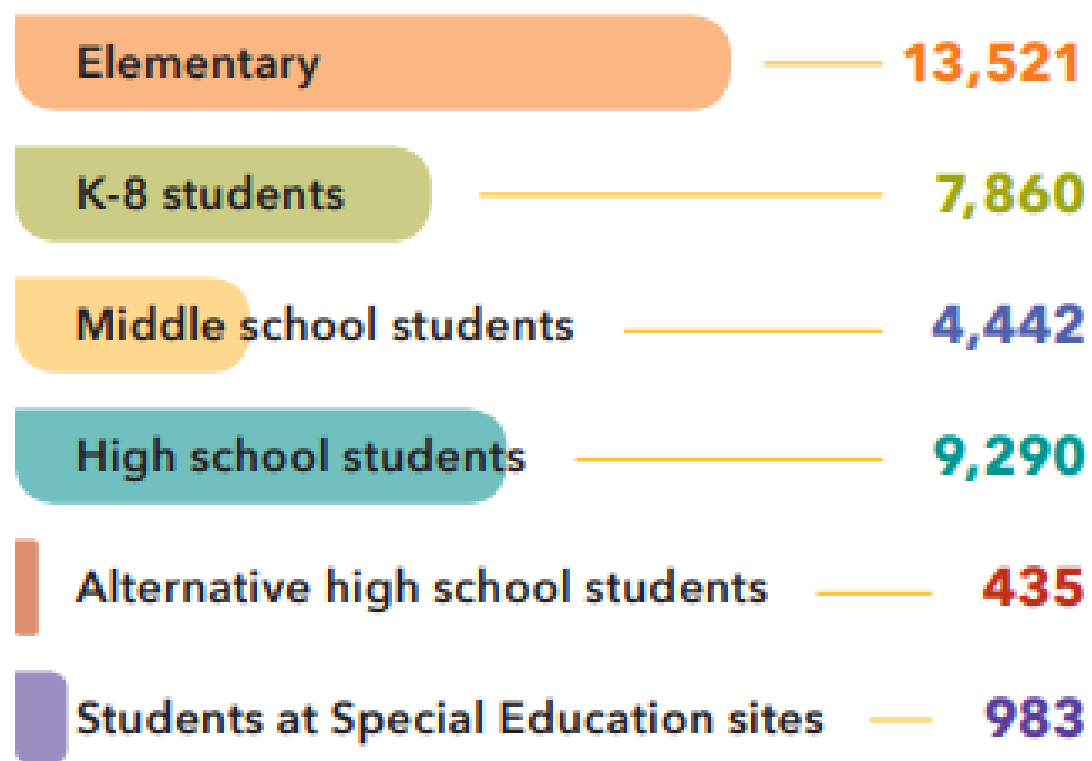 Elementary 13,521
K-8 students 7,860
Middle school students 4,442
High school students 9,290
Alternative high school students 435
Students at Special Education sites 983